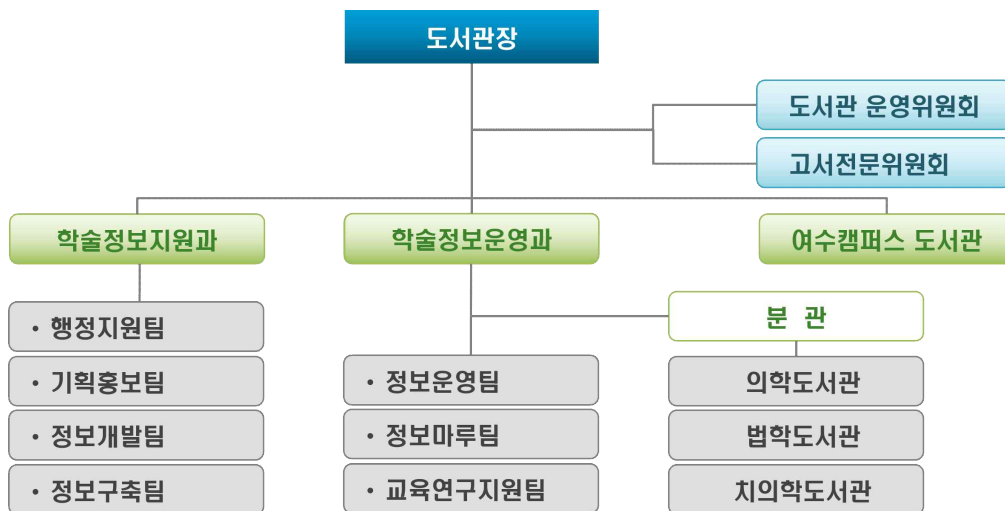 도서관장
도서관 운영위원회
고서전문위원회
학술정보지원과
학술정보운영과
여수캠퍼스 도서관
• 행정지원팀
분 관
• 기획홍보팀
• 정보운영팀
의학도서관
• 정보개발팀
• 정보마루팀
법학도서관
• 정보구축팀
• 교육연구지원팀
치의학도서관